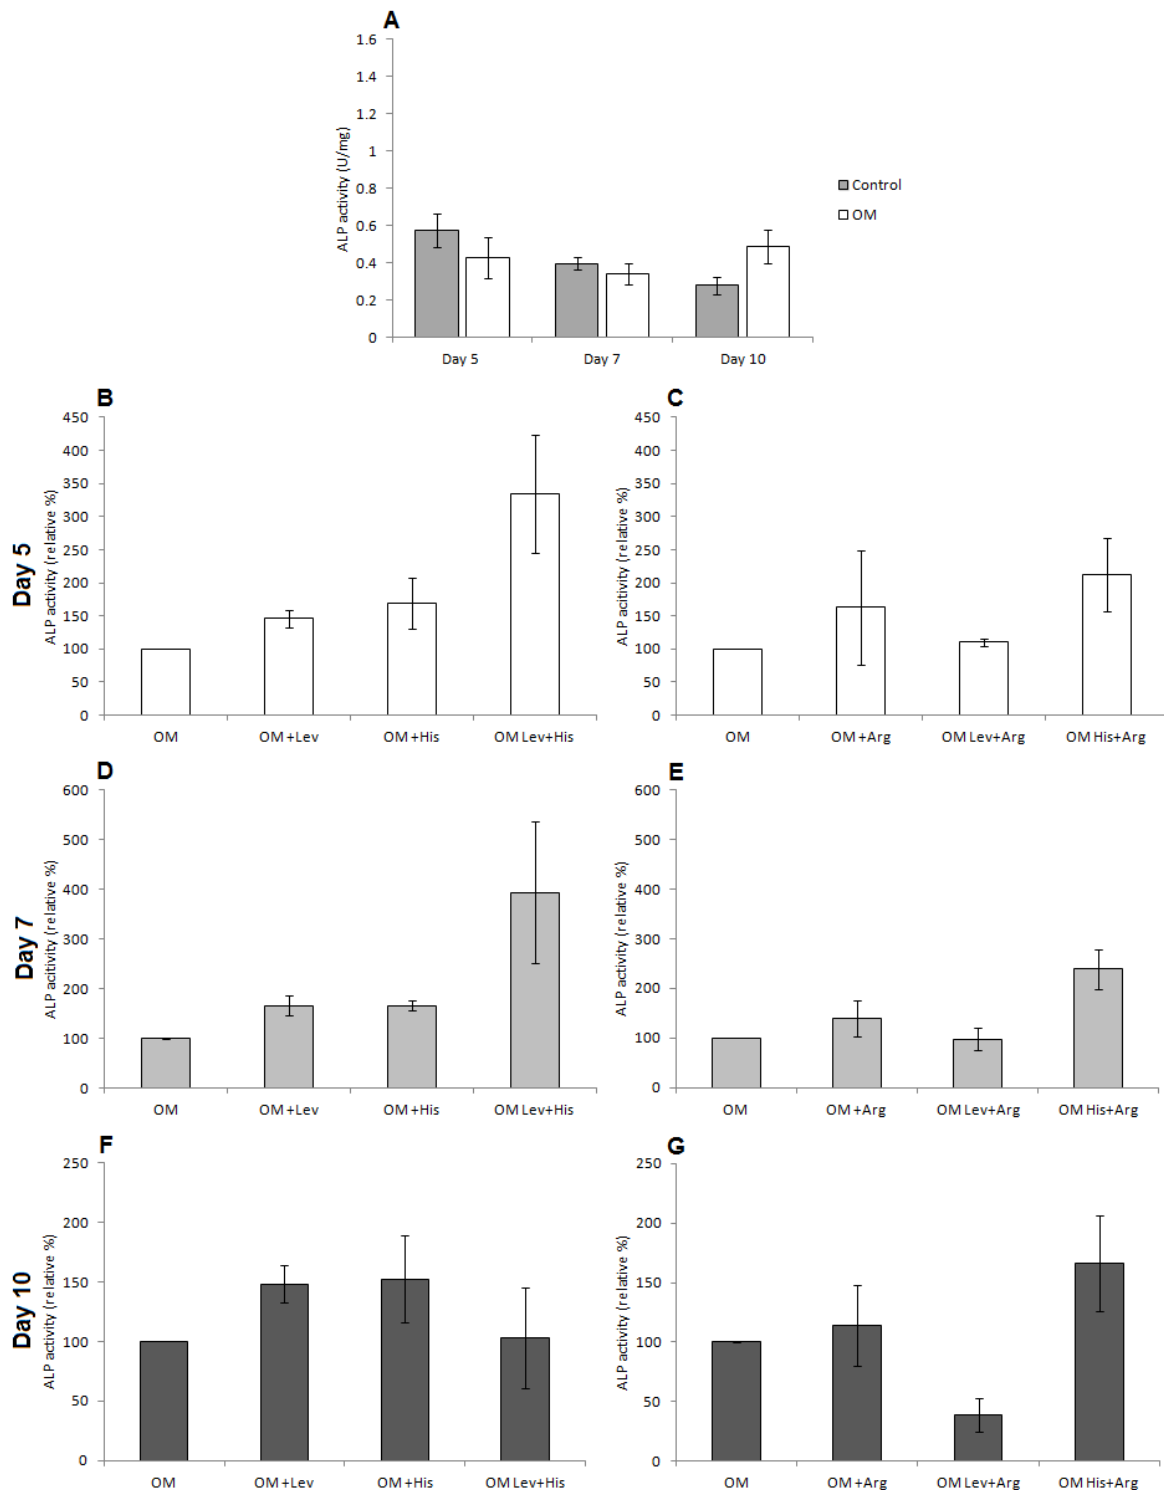 A
ALP activity (U/mg)
1.6
1.4
1.2
1
0.8
0.6
0.4
0.2
0
Day 5 Day 7 Day 10
Control
OM
Day 5
B
ALP activity (relative %)
450
400
350
300
250
200
150
100
50
0
OM OM +Lev OM +His OM Lev+His
C
ALP acitivity (relative %)
450
400
350
300
250
200
150
100
50
0
OM OM +Arg OM Lev+Arg OM His+Arg
Day 7
D
ALP acitivity (relative %)
600
500
400
300
200
100
0
OM OM +Lev OM +His OM Lev+His
E
ALP activity (relative %)
600
500
400
300
200
100
0
OM OM +Arg OM Lev+Arg OM His+Arg
Day 10
F
ALP activity (relative %)
250
200
150
100
50
0
OM OM +Lev OM +His OM Lev+His
G
ALP activity (relative %)
250
200
150
100
50
0
OM OM +Arg OM Lev+Arg OM His+Arg